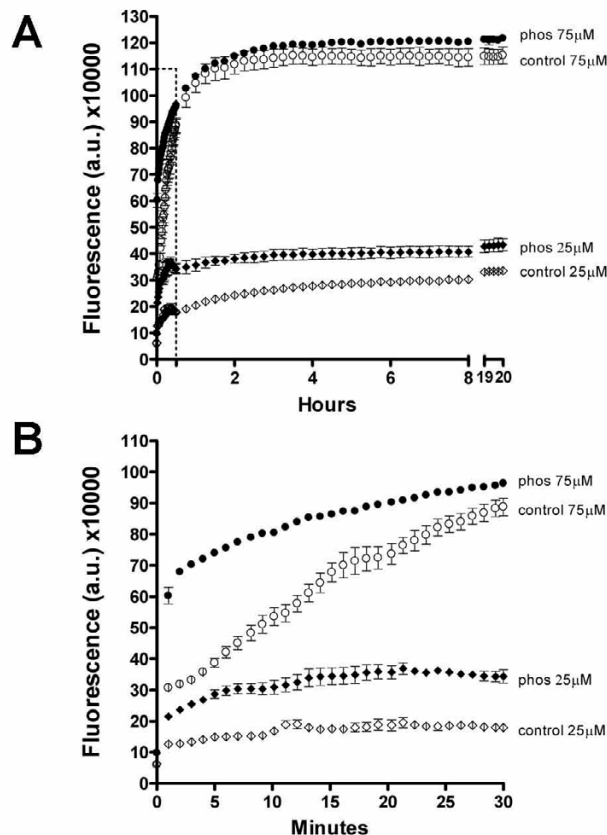 A
Fluorescence (a.u.) x10000
130
120
110
100
90
80
70
60
50
40
30
20
10
0
phos 75µM
control 75µM
phos 25µM
control 25µM
0 2 4 6 8 19 20
Hours
B
Fluorescence (a.u.) x10000
110
100
90
80
70
60
50
40
30
20
10
0
phos 75µM
control 75µM
phos 25µM
control 25µM
0 5 10 15 20 25 30
Minutes